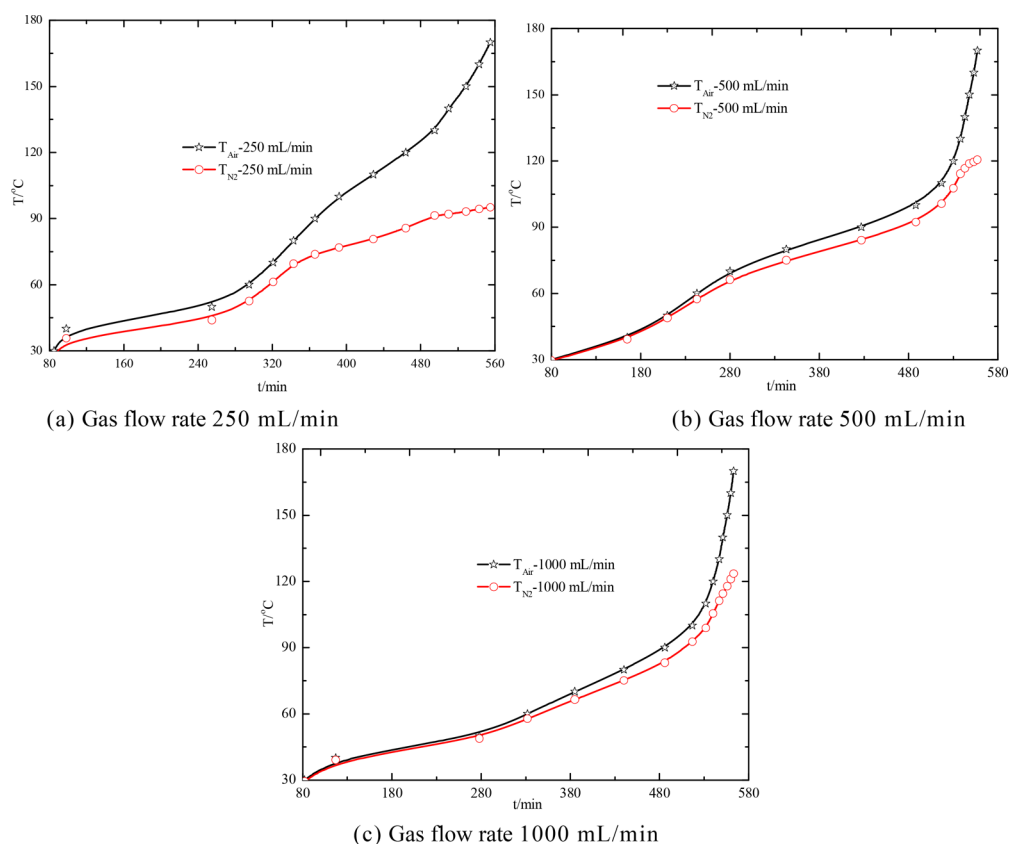 180
150
120
90
60
30
T/°C
T_Air-250 mL/min
T_N2-250 mL/min
80 160 240 320 400 480 560
t/min
(a) Gas flow rate 250 mL/min
180
150
120
90
60
30
T/°C
T_Air-500 mL/min
T_N2-500 mL/min
80 180 280 380 480 580
t/min
(b) Gas flow rate 500 mL/min
180
150
120
90
60
30
T/°C
T_Air-1000 mL/min
T_N2-1000 mL/min
80 180 280 380 480 580
t/min
(c) Gas flow rate 1000 mL/min